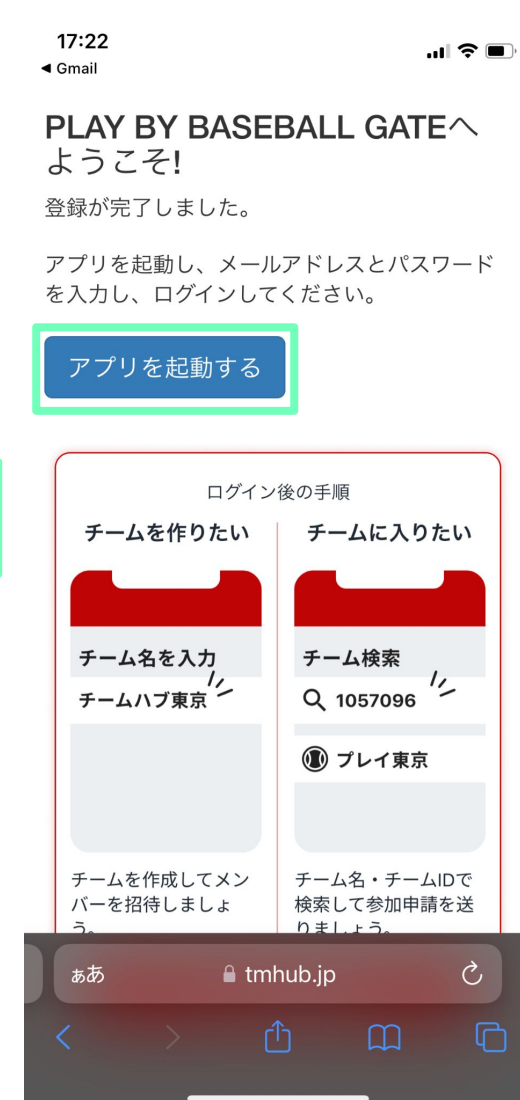 17:22
◀ Gmail
PLAY BY BASEBALL GATEへ
ようこそ!
登録が完了しました。
アプリを起動し、メールアドレスとパスワード
を入力し、ログインしてください。
アプリを起動する
ログイン後の手順
チームを作りたい
チーム名を入力
チームハブ東京
チームを作成してメン
バーを招待しましょ
う。
チームに入りたい
チーム検索
1057096
プレイ東京
チーム名・チームIDで
検索して参加申請を送
りましょう。
ぁあ
tmhub.jp